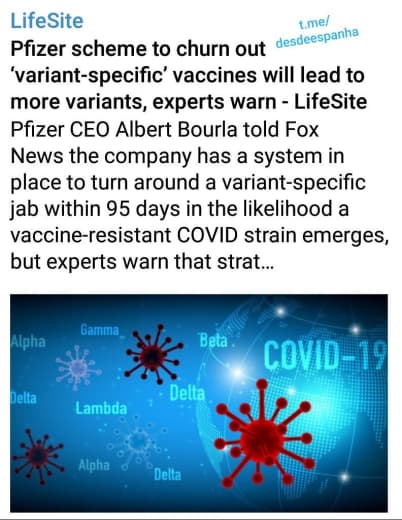 LifeSite
t.me/
desdeespanha
Pfizer scheme to churn out
‘variant-specific’ vaccines will lead to
more variants, experts warn - LifeSite
Pfizer CEO Albert Bourla told Fox
News the company has a system in
place to turn around a variant-specific
jab within 95 days in the likelihood a
vaccine-resistant COVID strain emerges,
but experts warn that strat…
Gamma
Alpha
Beta
COVID-19
Delta
Delta
Lambda
Alpha
Delta